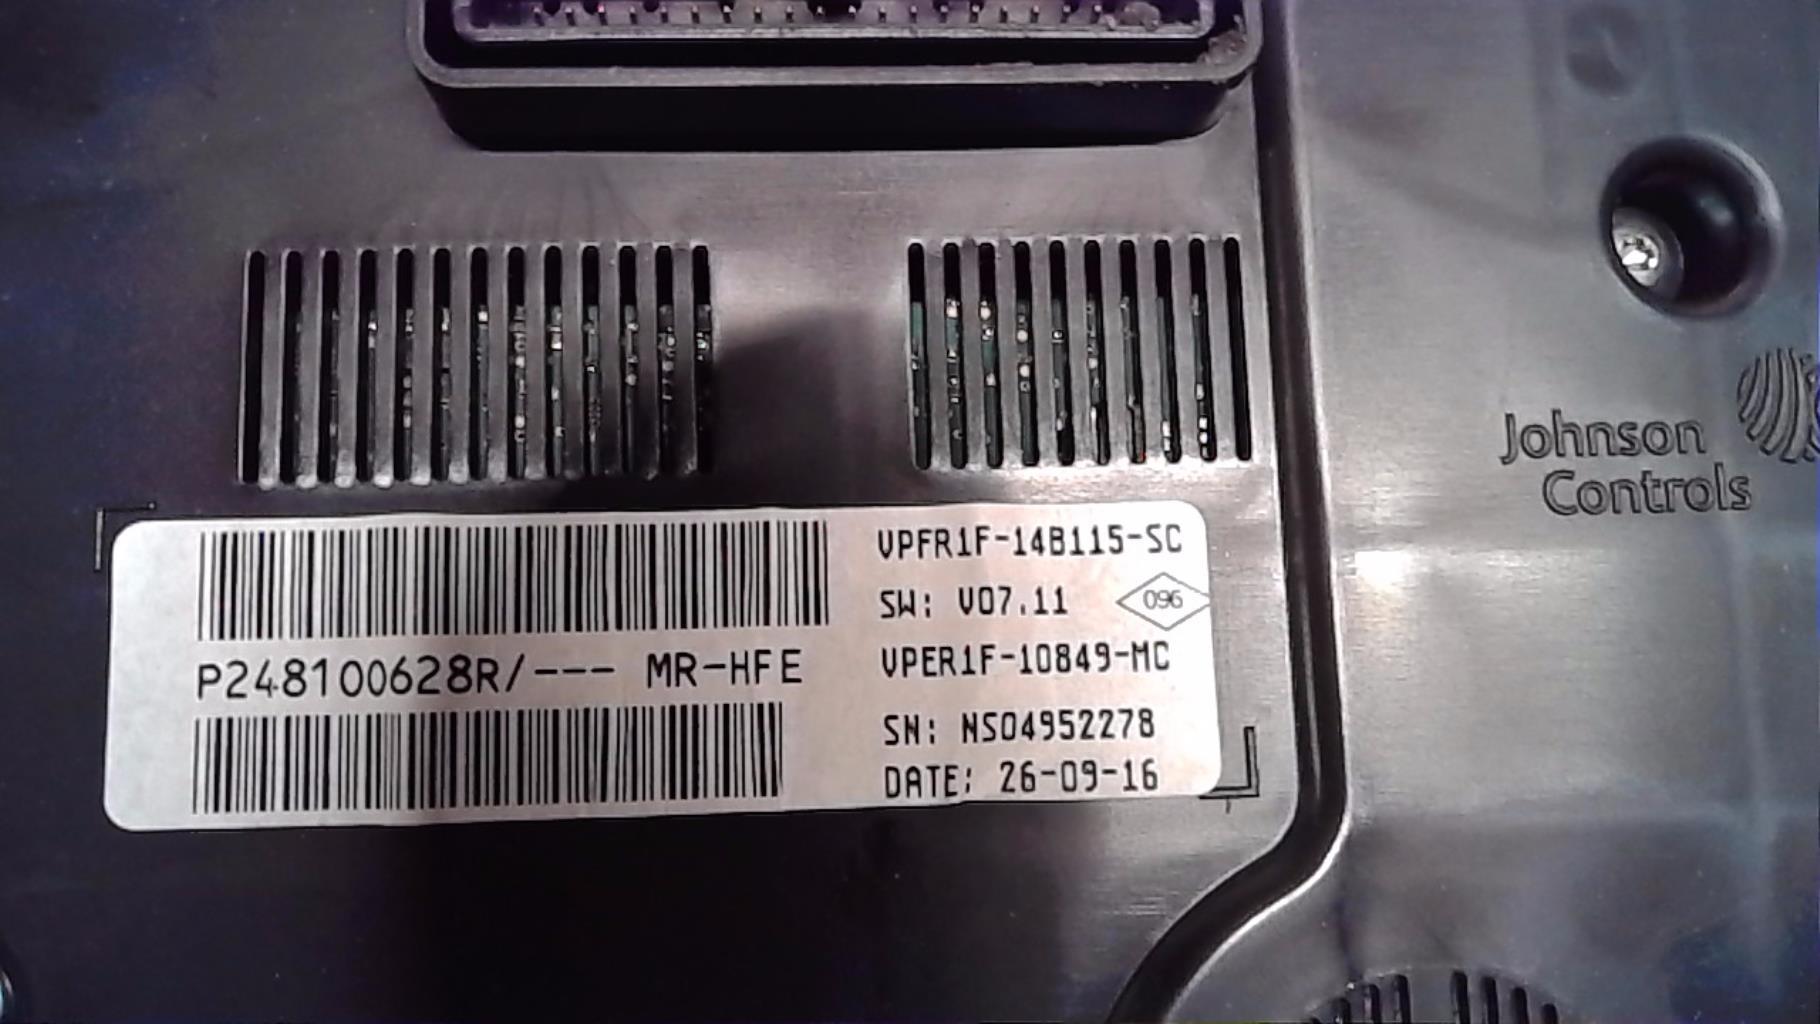 Johnson
Controls
P248100628R/--- MR-HFE
VPFR1F-14B115-SC
SW: V07.11
096
VPER1F-10849-MC
SN: NS04952278
DATE: 26-09-16